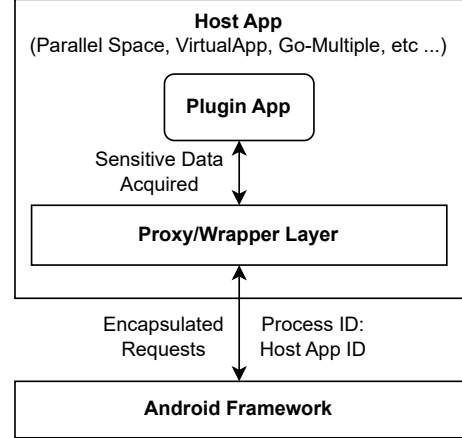 Host App
(Parallel Space, VirtualApp, Go-Multiple, etc ...)
Plugin App
Sensitive Data
Acquired
Proxy/Wrapper Layer
Encapsulated
Requests
Process ID:
Host App ID
Android Framework